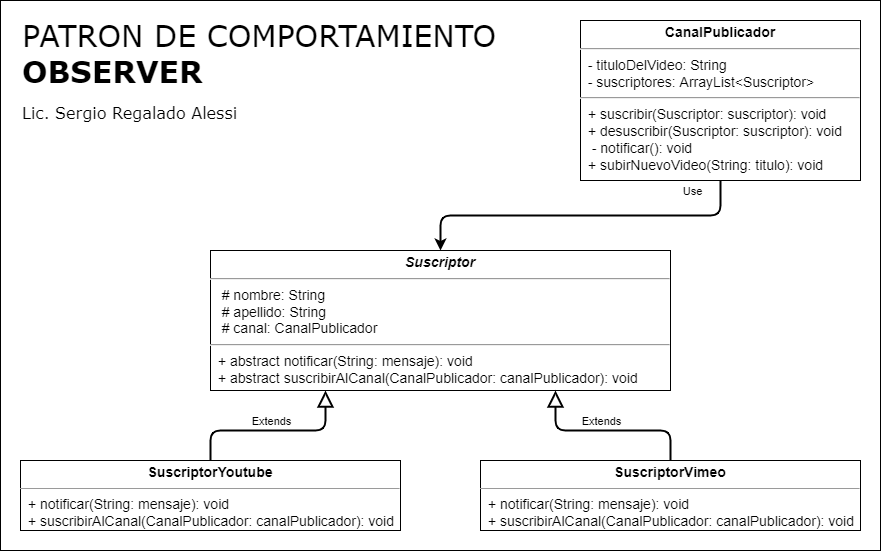 PATRON DE COMPORTAMIENTO
OBSERVER
Lic. Sergio Regalado Alessi
CanalPublicador
- tituloDelVideo: String
- suscriptores: ArrayList<Suscriptor>
+ suscribir(Suscriptor: suscriptor): void
+ desuscribir(Suscriptor: suscriptor): void
- notificar(): void
+ subirNuevoVideo(String: titulo): void
Use
Suscriptor
# nombre: String
# apellido: String
# canal: CanalPublicador
+ abstract notificar(String: mensaje): void
+ abstract suscribirAlCanal(CanalPublicador: canalPublicador): void
Extends
Extends
SuscriptorYoutube
+ notificar(String: mensaje): void
+ suscribirAlCanal(CanalPublicador: canalPublicador): void
SuscriptorVimeo
+ notificar(String: mensaje): void
+ suscribirAlCanal(CanalPublicador: canalPublicador): void